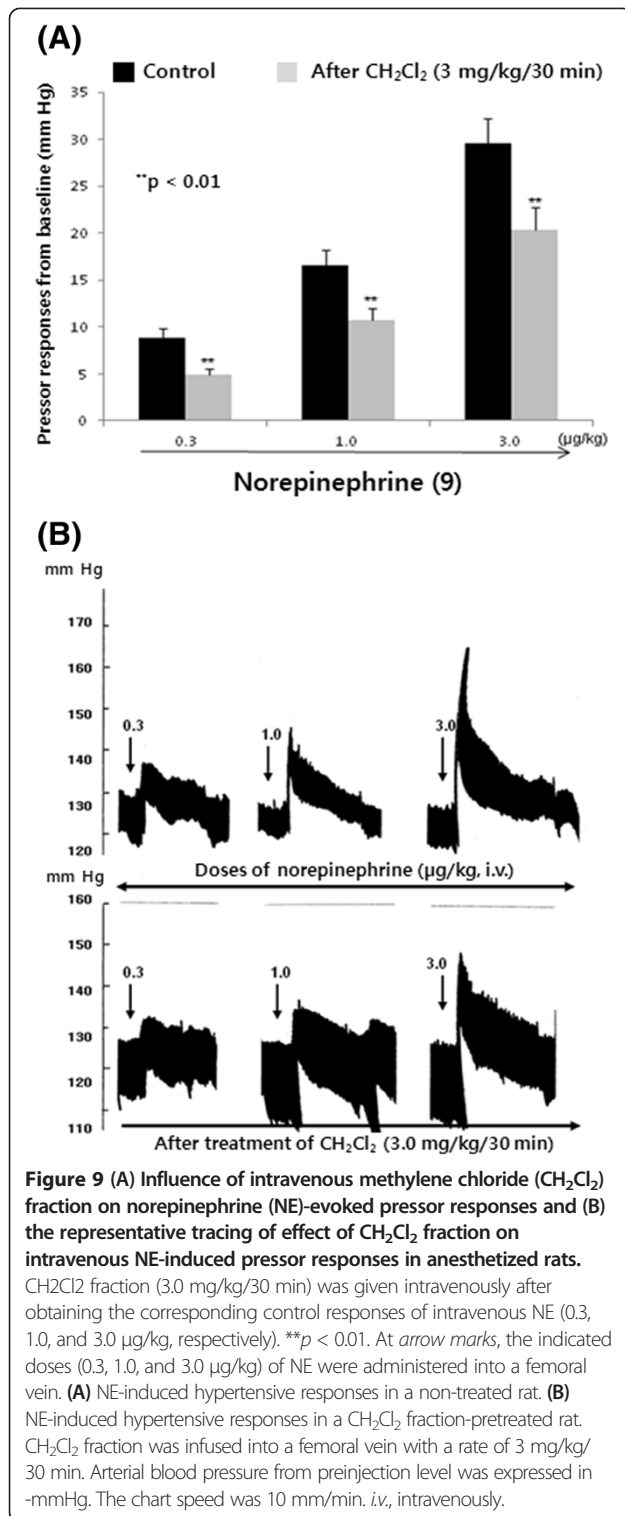 (A)
Control After CH₂Cl₂ (3 mg/kg/30 min)
Pressor responses from baseline (mm Hg)
35
30
25
20
15
10
5
0
**p < 0.01
**
**
**
0.3 1.0 3.0 (µg/kg)
Norepinephrine (9)
(B)
mm Hg
170
160
150
140
130
120
0.3
1.0
3.0
Doses of norepinephrine (µg/kg, i.v.)
mm Hg
160
150
140
130
120
110
0.3
1.0
3.0
After treatment of CH₂Cl₂ (3.0 mg/kg/30 min)
Figure 9 (A) Influence of intravenous methylene chloride (CH₂Cl₂)
fraction on norepinephrine (NE)-evoked pressor responses and (B)
the representative tracing of effect of CH₂Cl₂ fraction on
intravenous NE-induced pressor responses in anesthetized rats.
CH2Cl2 fraction (3.0 mg/kg/30 min) was given intravenously after
obtaining the corresponding control responses of intravenous NE (0.3,
1.0, and 3.0 µg/kg, respectively). **p < 0.01. At arrow marks, the indicated
doses (0.3, 1.0, and 3.0 µg/kg) of NE were administered into a femoral
vein. (A) NE-induced hypertensive responses in a non-treated rat. (B)
NE-induced hypertensive responses in a CH₂Cl₂ fraction-pretreated rat.
CH₂Cl₂ fraction was infused into a femoral vein with a rate of 3 mg/kg/
30 min. Arterial blood pressure from preinjection level was expressed in
-mmHg. The chart speed was 10 mm/min. i.v., intravenously.